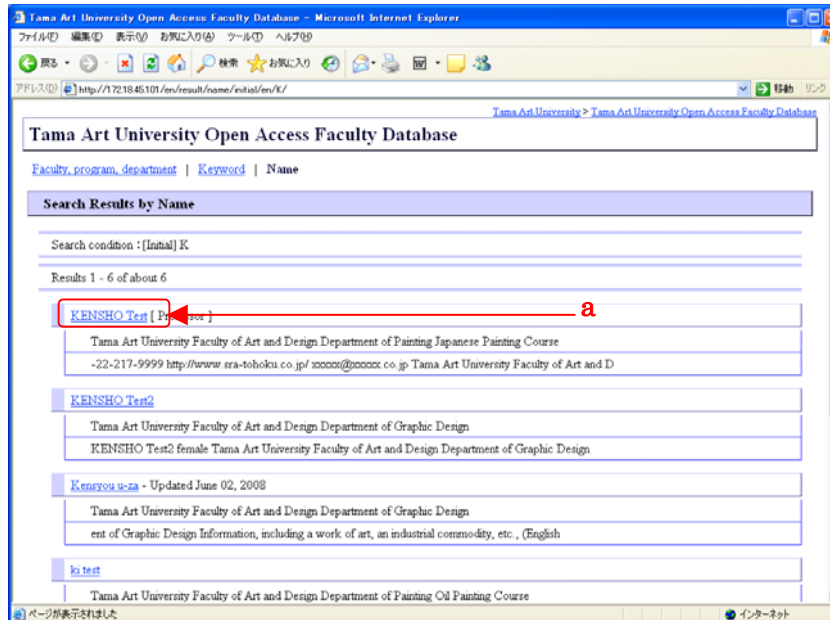 Tama Art University Open Access Faculty Database - Microsoft Internet Explorer
ファイル(F) 編集(E) 表示(V) お気に入り(A) ツール(T) ヘルプ(H)
戻る 検索 お気に入り
アドレス(D) http://172.18.45.101/en/result/name/initial/en/K/ 移動 リンク
Tama Art University > Tama Art University Open Access Faculty Database
Tama Art University Open Access Faculty Database
Faculty, program, department | Keyword | Name
Search Results by Name
Search condition : [Initial] K
Results 1 - 6 of about 6
KENSHO Test [ Pr sor ] a
Tama Art University Faculty of Art and Design Department of Painting Japanese Painting Course
-22-217-9999 http://www.sra-tohoku.co.jp/ xxxxx@xxxxx.co.jp Tama Art University Faculty of Art and D
KENSHO Test2
Tama Art University Faculty of Art and Design Department of Graphic Design
KENSHO Test2 female Tama Art University Faculty of Art and Design Department of Graphic Design
Kensyou u-za - Updated June 02, 2008
Tama Art University Faculty of Art and Design Department of Graphic Design
ent of Graphic Design Information, including a work of art, an industrial commodity, etc., (English
ki test
Tama Art University Faculty of Art and Design Department of Painting Oil Painting Course
ページが表示されました インターネット